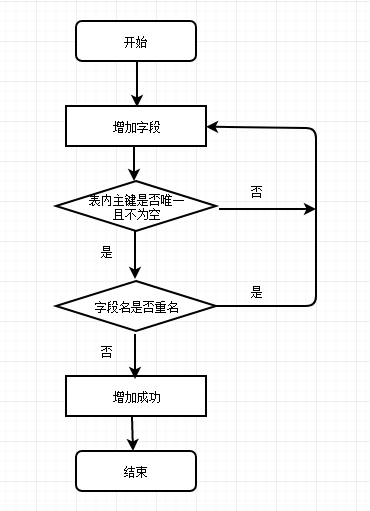 开始
增加字段
表内主键是否唯一
且不为空
否
是
字段名是否重名
是
否
增加成功
结束